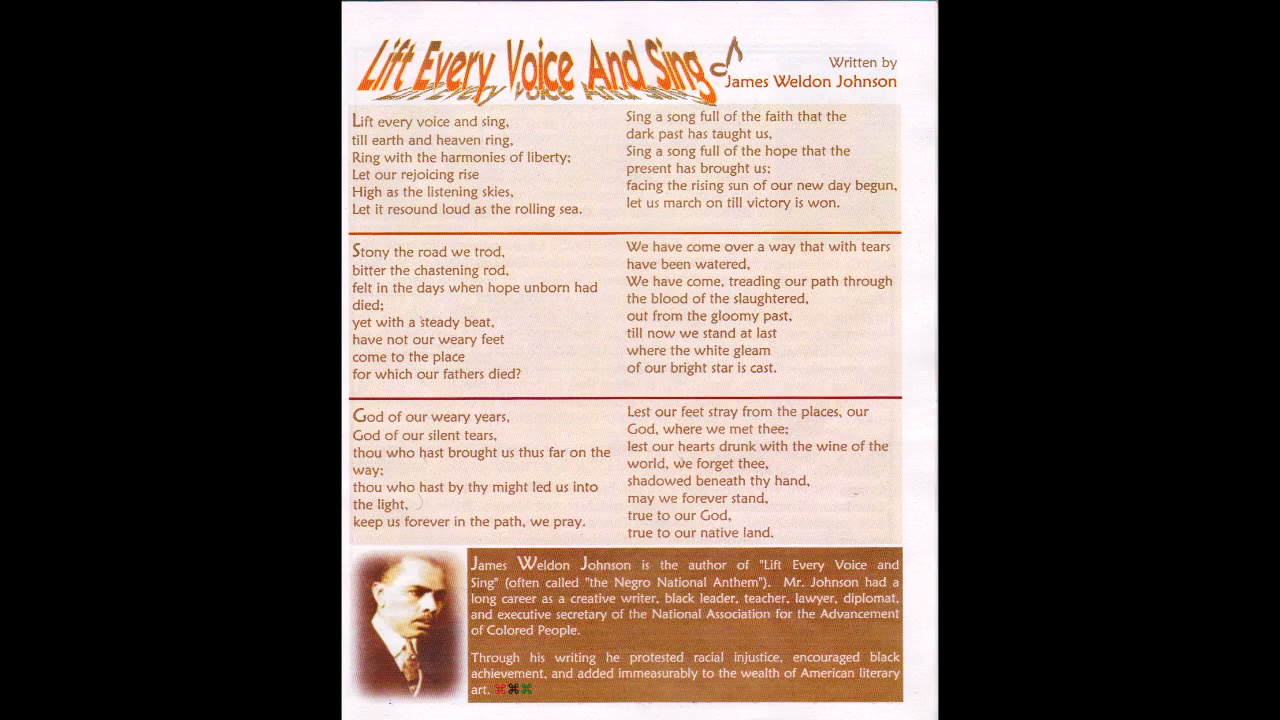 Lift Every Voice And Sing
Written by
James Weldon Johnson
Lift every voice and sing,
till earth and heaven ring,
Ring with the harmonies of liberty;
Let our rejoicing rise
High as the listening skies,
Let it resound loud as the rolling sea.
Sing a song full of the faith that the
dark past has taught us,
Sing a song full of the hope that the
present has brought us;
facing the rising sun of our new day begun,
let us march on till victory is won.
Stony the road we trod,
bitter the chastening rod,
felt in the days when hope unborn had
died;
yet with a steady beat,
have not our weary feet
come to the place
for which our fathers died?
We have come over a way that with tears
have been watered,
We have come, treading our path through
the blood of the slaughtered,
out from the gloomy past,
till now we stand at last
where the white gleam
of our bright star is cast.
God of our weary years,
God of our silent tears,
thou who hast brought us thus far on the
way;
thou who hast by thy might led us into
the light,
keep us forever in the path, we pray.
Lest our feet stray from the places, our
God, where we met thee;
lest our hearts drunk with the wine of the
world, we forget thee,
shadowed beneath thy hand,
may we forever stand,
true to our God,
true to our native land.
James Weldon Johnson is the author of "Lift Every Voice and
Sing" (often called "the Negro National Anthem"). Mr. Johnson had a
long career as a creative writer, black leader, teacher, lawyer, diplomat,
and executive secretary of the National Association for the Advancement
of Colored People.
Through his writing he protested racial injustice, encouraged black
achievement, and added immeasurably to the wealth of American literary
art. ⌘⌘⌘